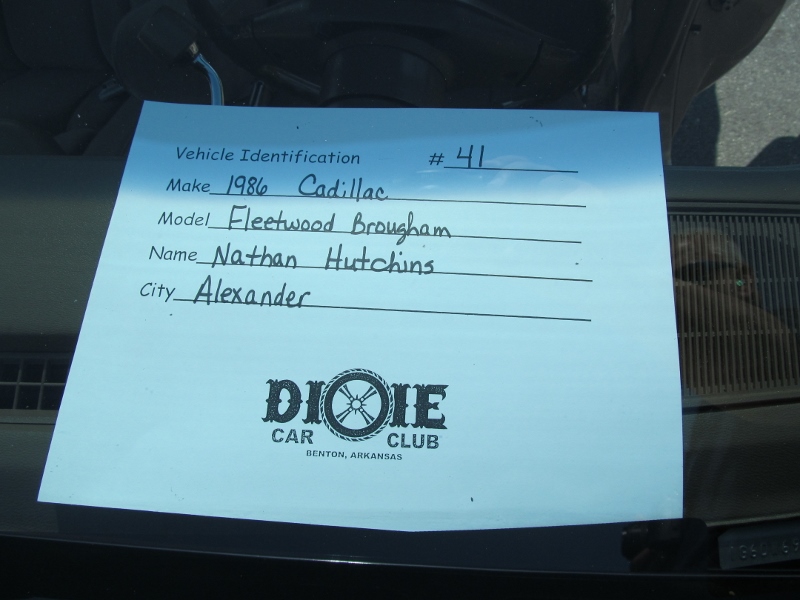 Vehicle Identification # 41
Make 1986 Cadillac
Model Fleetwood Brougham
Name Nathan Hutchins
City Alexander
DIXIE
CAR CLUB
BENTON, ARKANSAS